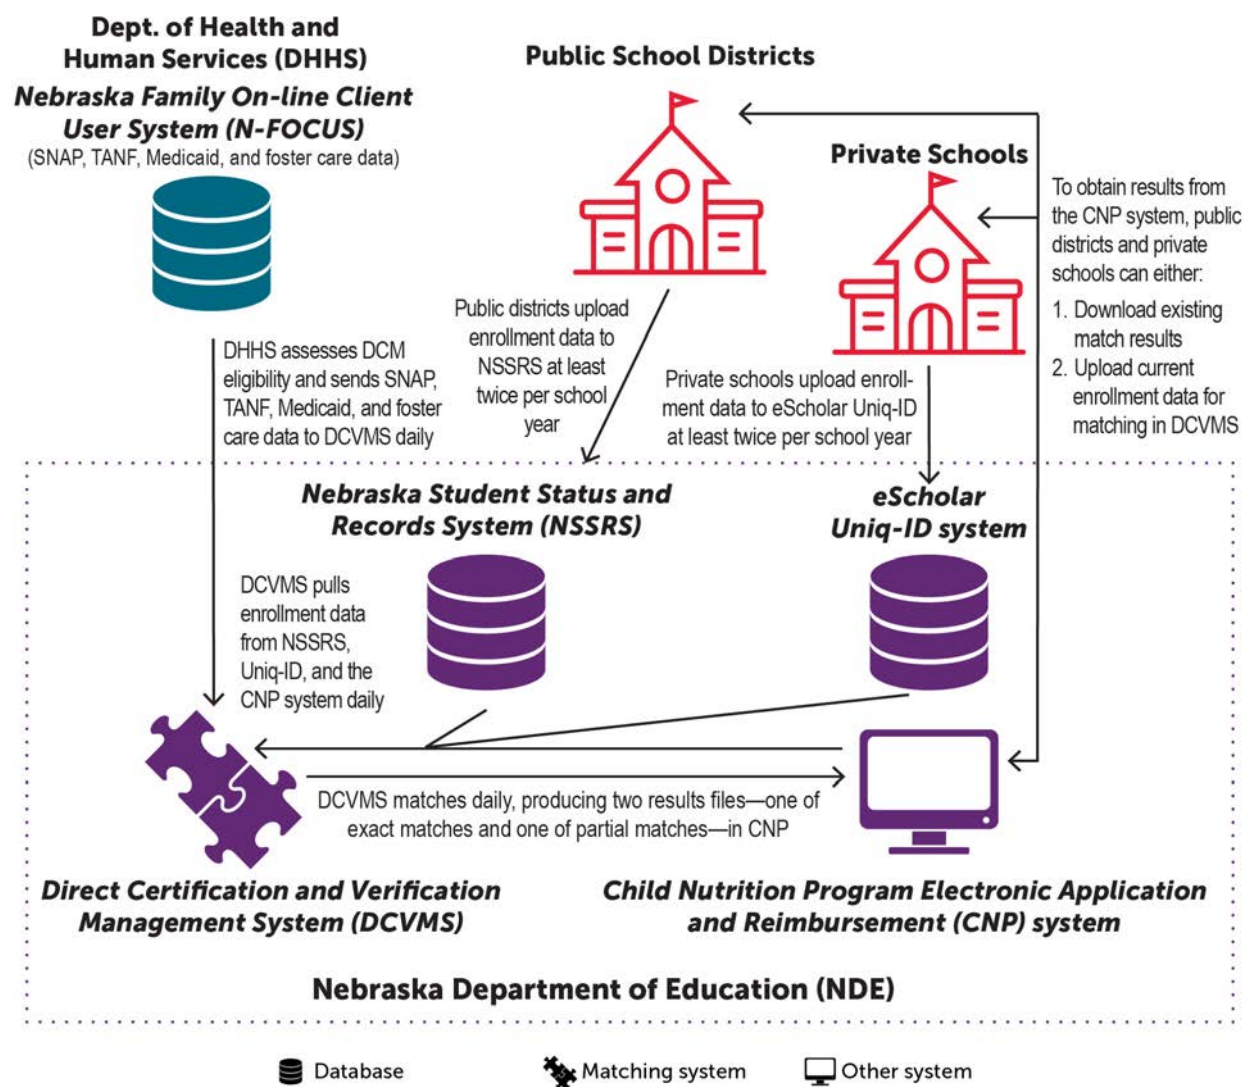 Dept. of Health and
Human Services (DHHS)
Nebraska Family On-line Client
User System (N-FOCUS)
(SNAP, TANF, Medicaid, and foster care data)
Public School Districts
Private Schools
To obtain results from
the CNP system, public
districts and private
schools can either:
1. Download existing
match results
2. Upload current
enrollment data for
matching in DCVMS
DHHS assesses DCM
eligibility and sends SNAP,
TANF, Medicaid, and foster
care data to DCVMS daily
Public districts upload
enrollment data to
NSSRS at least
twice per school
year
Private schools upload enroll-
ment data to eScholar Uniq-ID
at least twice per school year
Nebraska Student Status and
Records System (NSSRS)
eScholar
Uniq-ID system
DCVMS pulls
enrollment data
from NSSRS,
Uniq-ID, and the
CNP system daily
DCVMS matches daily, producing two results files—one of
exact matches and one of partial matches—in CNP
Direct Certification and Verification
Management System (DCVMS)
Child Nutrition Program Electronic Application
and Reimbursement (CNP) system
Nebraska Department of Education (NDE)
Database
Matching system
Other system